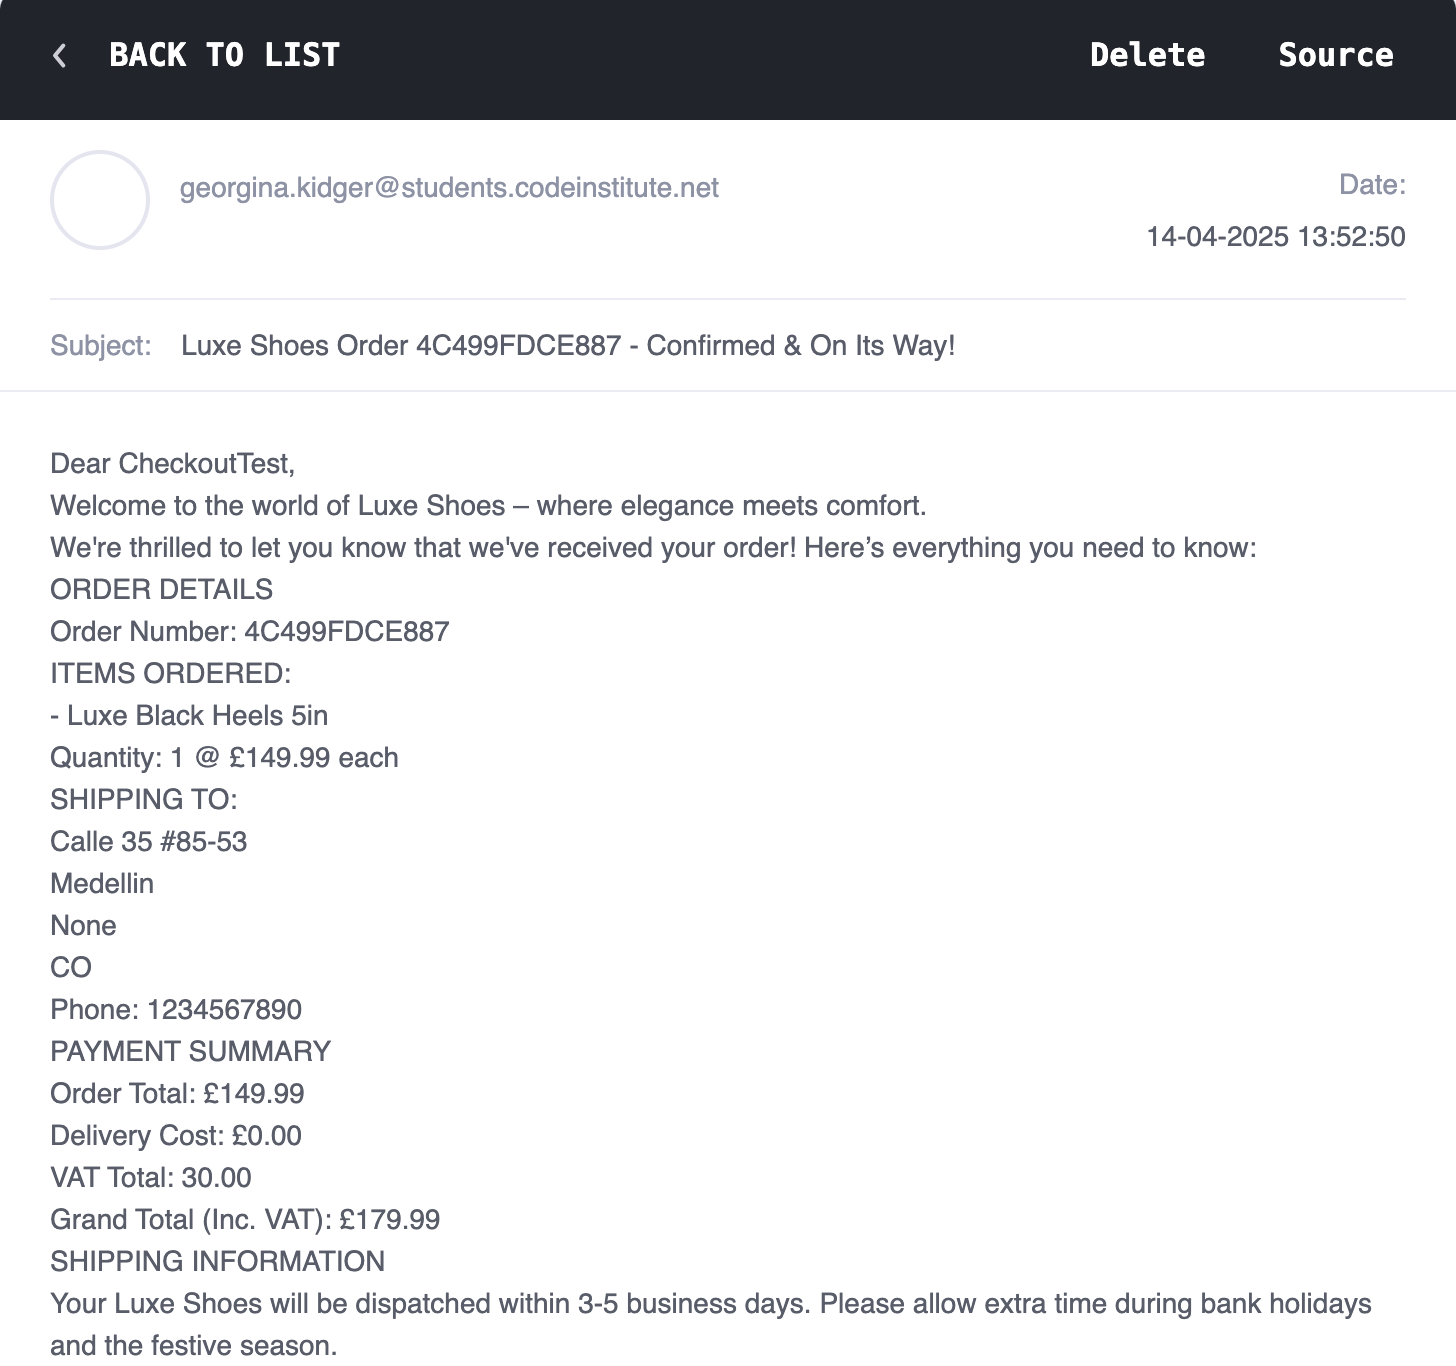 BACK TO LIST
Delete
Source
georgina.kidger@students.codeinstitute.net
Date:
14-04-2025 13:52:50
Subject: Luxe Shoes Order 4C499FDCE887 - Confirmed & On Its Way!
Dear CheckoutTest,
Welcome to the world of Luxe Shoes – where elegance meets comfort.
We're thrilled to let you know that we've received your order! Here’s everything you need to know:
ORDER DETAILS
Order Number: 4C499FDCE887
ITEMS ORDERED:
- Luxe Black Heels 5in
Quantity: 1 @ £149.99 each
SHIPPING TO:
Calle 35 #85-53
Medellin
None
CO
Phone: 1234567890
PAYMENT SUMMARY
Order Total: £149.99
Delivery Cost: £0.00
VAT Total: 30.00
Grand Total (Inc. VAT): £179.99
SHIPPING INFORMATION
Your Luxe Shoes will be dispatched within 3-5 business days. Please allow extra time during bank holidays
and the festive season.